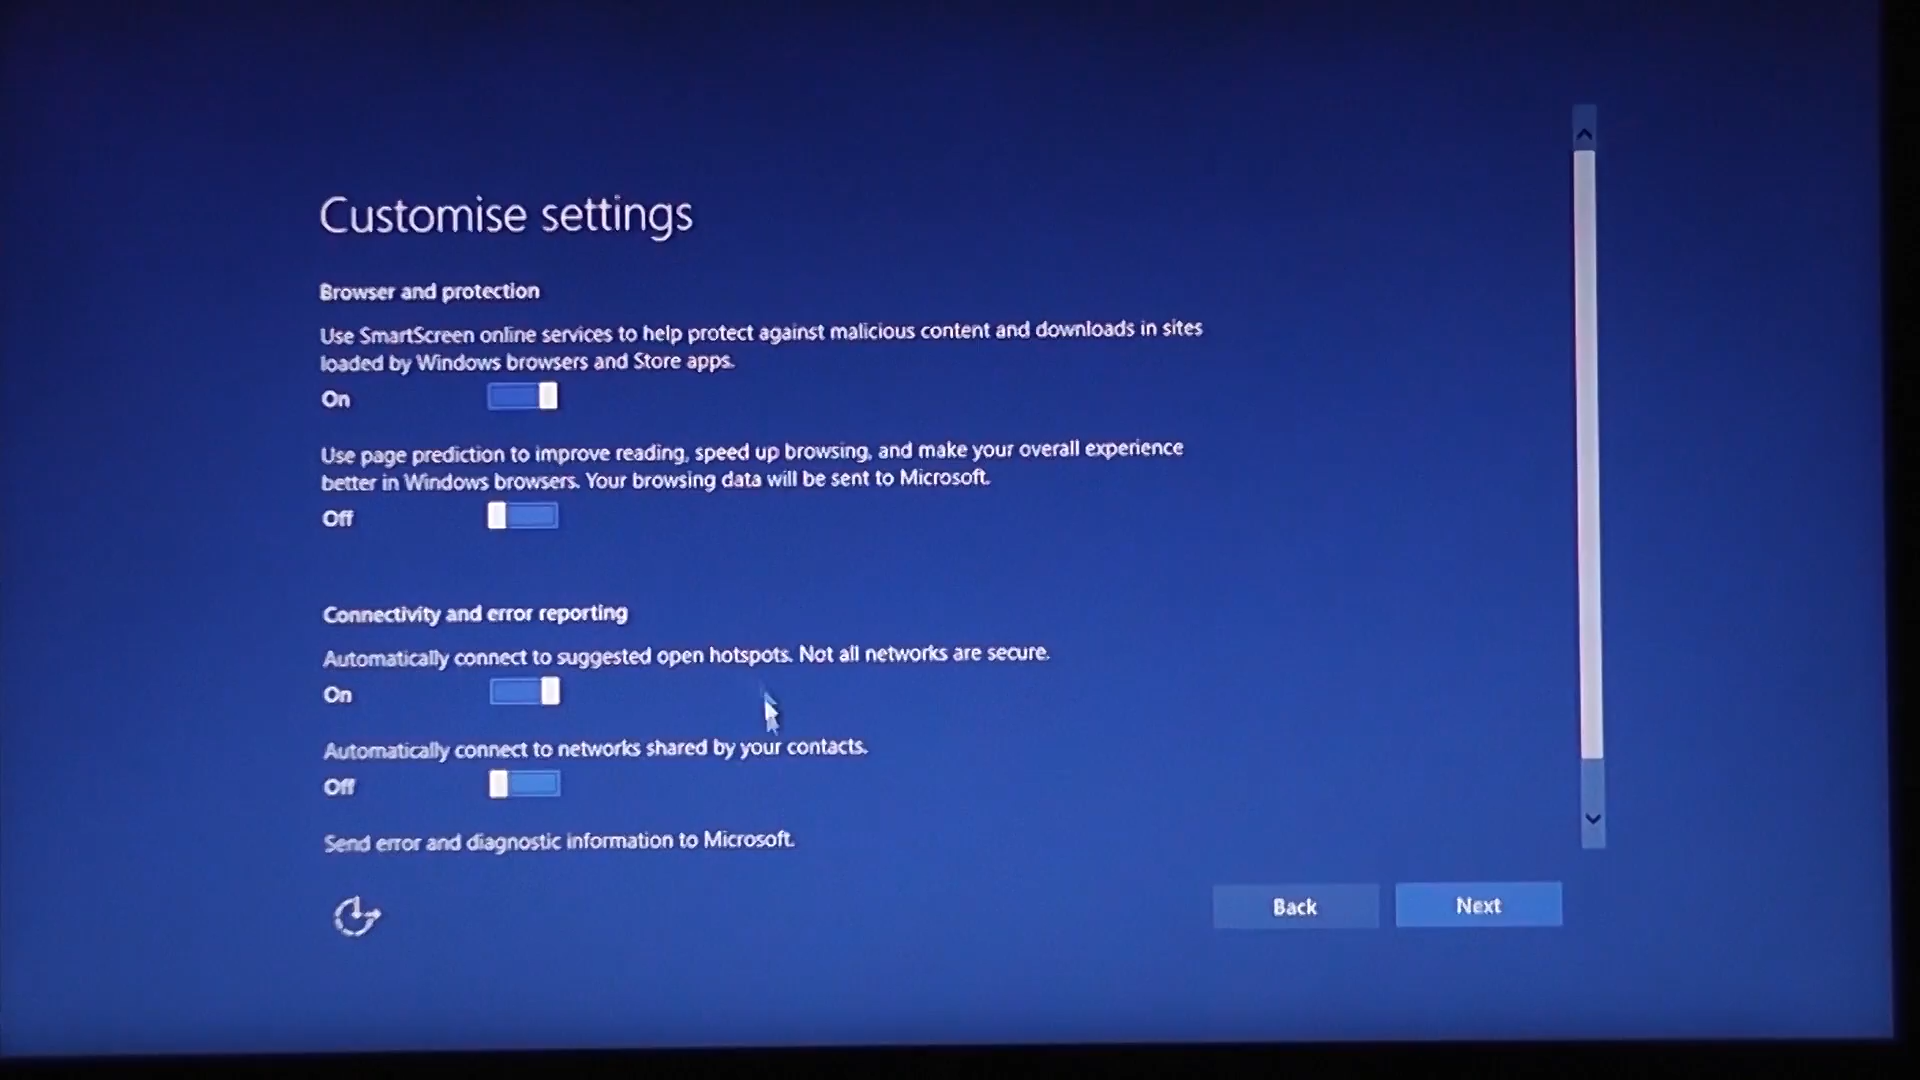 Customise settings
Browser and protection
Use SmartScreen online services to help protect against malicious content and downloads in sites
loaded by Windows browsers and Store apps.
On
Use page prediction to improve reading, speed up browsing, and make your overall experience
better in Windows browsers. Your browsing data will be sent to Microsoft.
Off
Connectivity and error reporting
Automatically connect to suggested open hotspots. Not all networks are secure.
On
Automatically connect to networks shared by your contacts.
Off
Send error and diagnostic information to Microsoft.
Back
Next